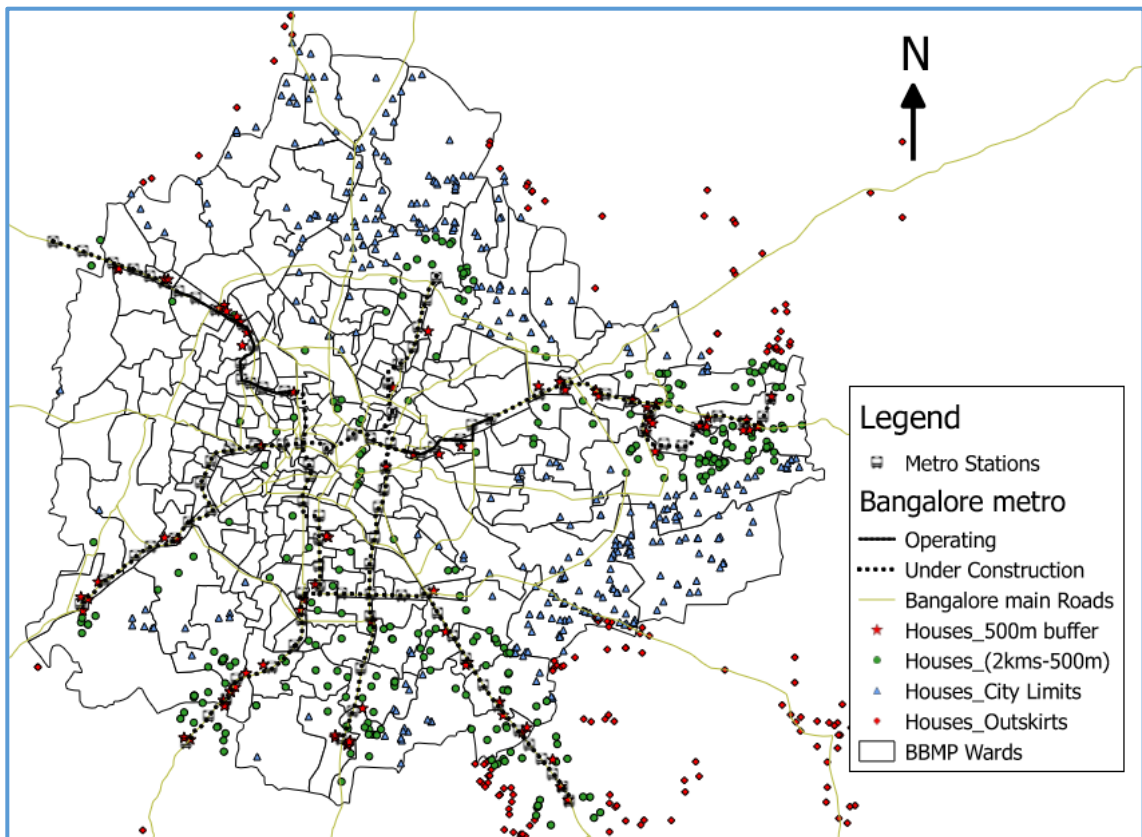 N
Legend
Metro Stations
Bangalore metro
Operating
Under Construction
Bangalore main Roads
Houses_500m buffer
Houses_(2kms-500m)
Houses_City Limits
Houses_Outskirts
BBMP Wards